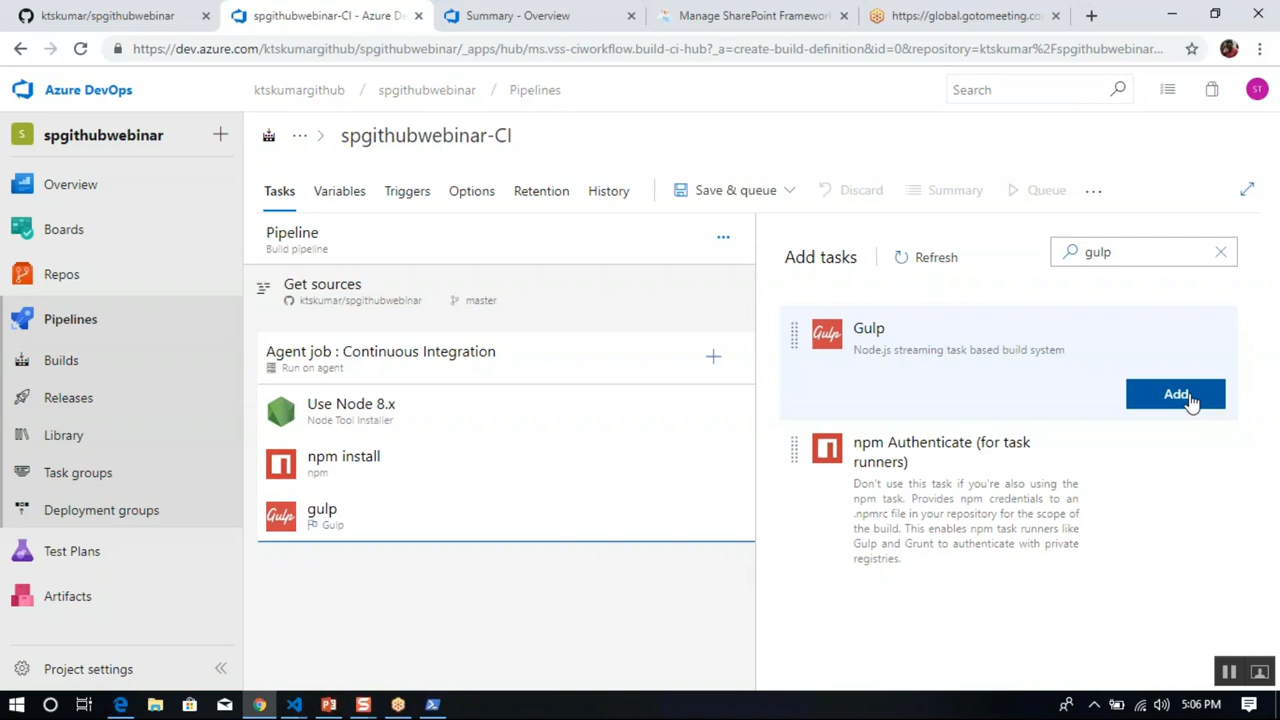 ktskumar/spgithubwebinar
spgithubwebinar-CI - Azure De
Summary - Overview
Manage SharePoint Framework
https://global.gotomeeting.co
https://dev.azure.com/ktskumargithub/spgithubwebinar/_apps/hub/ms.vss-ciworkflow.build-ci-hub?_a=create-build-definition&id=0&repository=ktskumar%2Fspgithubwebinar...
Azure DevOps
ktskumargithub / spgithubwebinar / Pipelines
Search
ST
S
spgithubwebinar
spgithubwebinar-CI
Overview
Boards
Repos
Pipelines
Builds
Releases
Library
Task groups
Deployment groups
Test Plans
Artifacts
Project settings
Tasks Variables Triggers Options Retention History
Save & queue
Discard
Summary
Queue
Pipeline
Build pipeline
Get sources
ktskumar/spgithubwebinar master
Agent job : Continuous Integration
Run on agent
Use Node 8.x
Node Tool Installer
npm install
npm
Gulp
gulp
Gulp
Add tasks
Refresh
gulp
Gulp
Gulp
Node.js streaming task based build system
Add
npm Authenticate (for task
runners)
Don't use this task if you're also using the
npm task. Provides npm credentials to an
.npmrc file in your repository for the scope of
the build. This enables npm task runners like
Gulp and Grunt to authenticate with private
registries.
5:06 PM